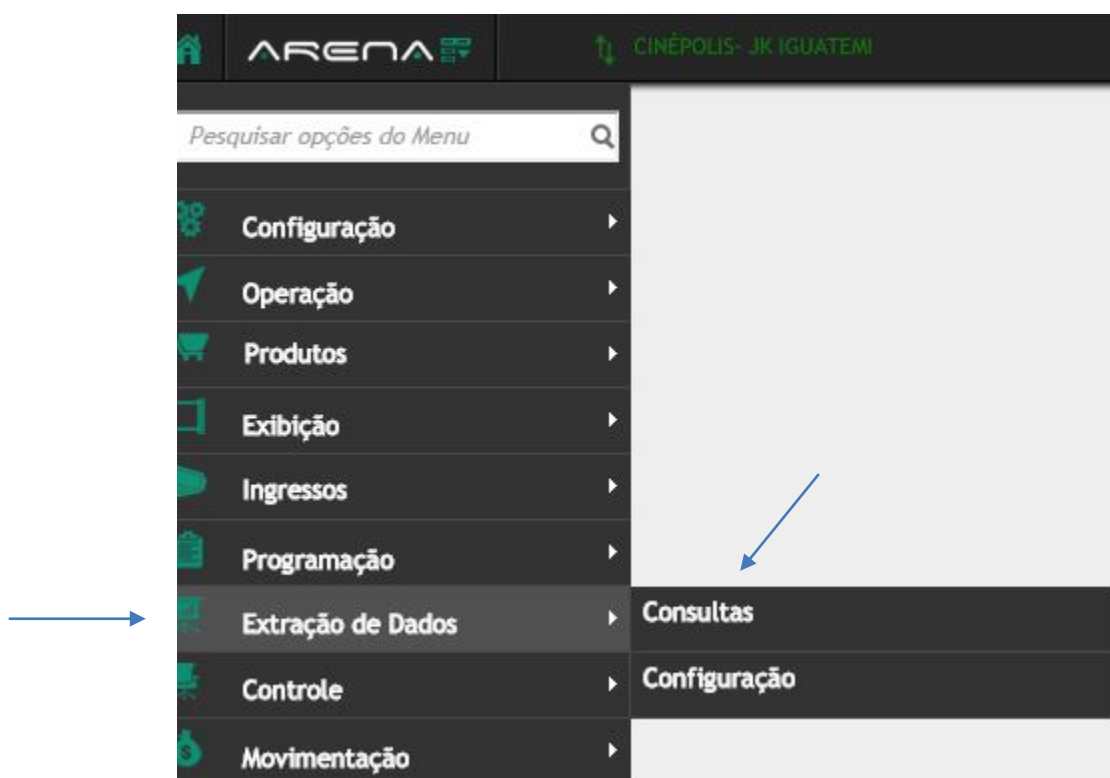 ARENA
CINÉPOLIS- JK IGUATEMI
Pesquisar opções do Menu
Configuração
Operação
Produtos
Exibição
Ingressos
Programação
Extração de Dados
Consultas
Controle
Configuração
Movimentação